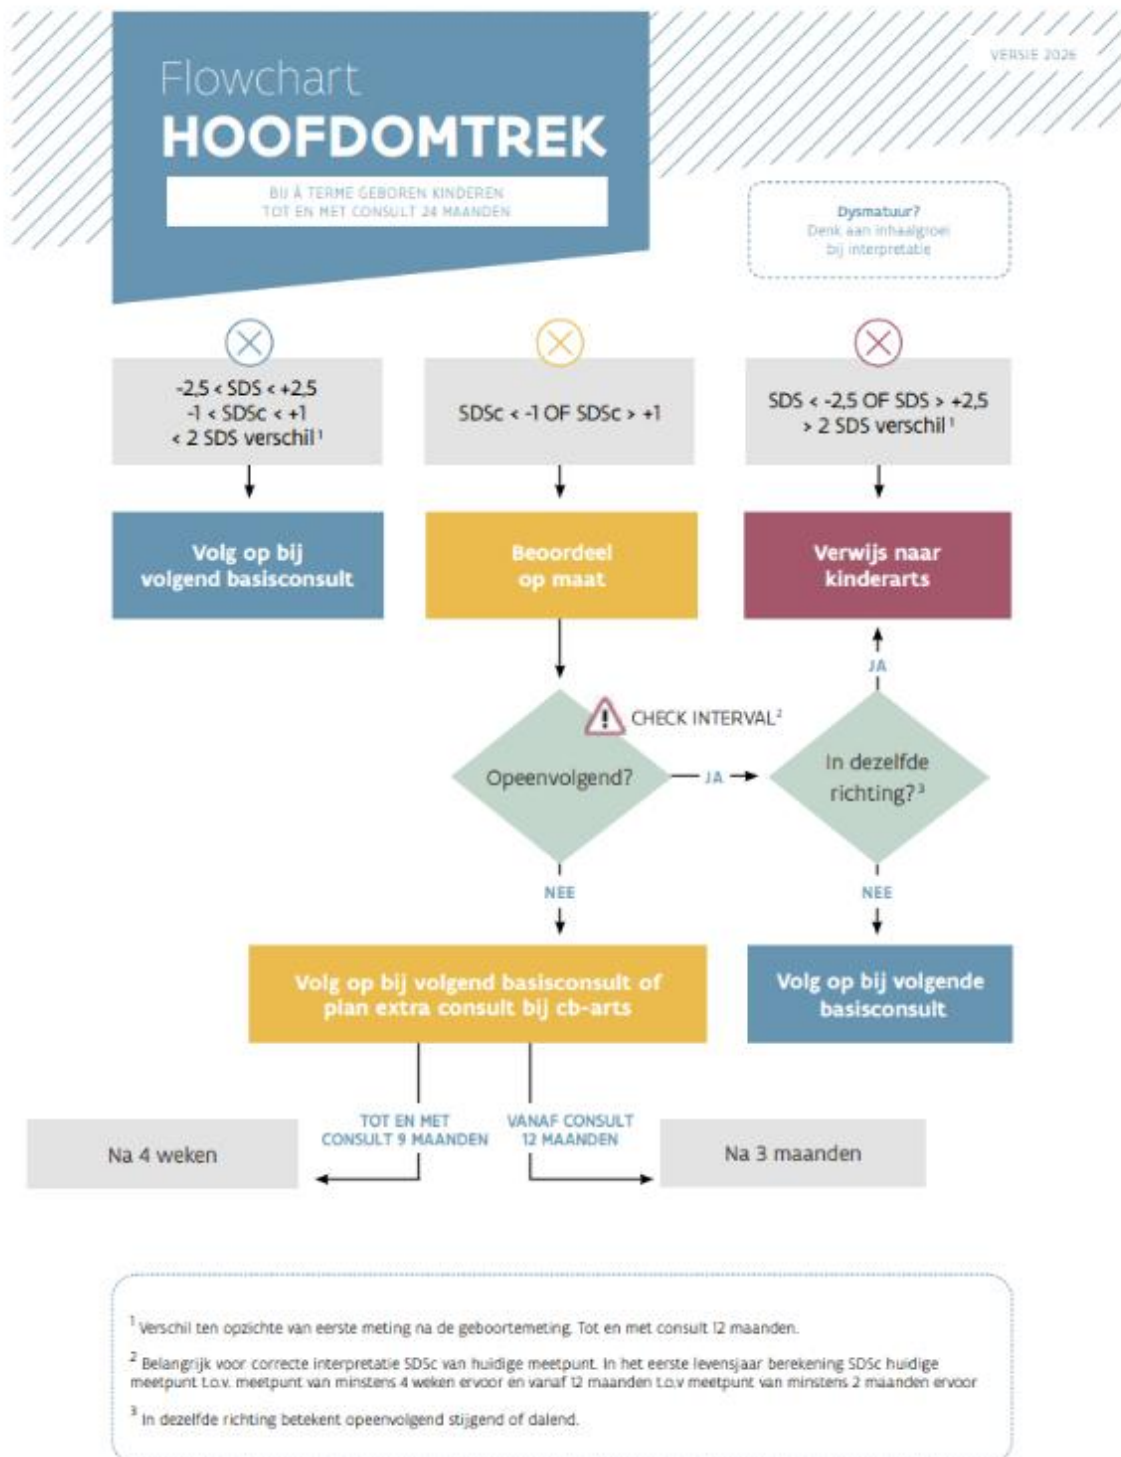 VERSIE 2026
Flowchart
HOOFDOMTREK
BIJ À TERME GEBOREN KINDEREN
TOT EN MET CONSULT 24 MAANDEN
Dysmatuur?
Denk aan inhaalgroei
bij interpretatie
-2,5 < SDS < +2,5
-1 < SDSc < +1
< 2 SDS verschil¹
SDSc < -1 OF SDSc > +1
SDS < -2,5 OF SDS > +2,5
> 2 SDS verschil¹
Volg op bij
volgend basisconsult
Beoordeel
op maat
Verwijs naar
kinderarts
JA
CHECK INTERVAL²
Opeenvolgend?
JA
In dezelfde
richting?³
NEE
NEE
Volg op bij volgend basisconsult of
plan extra consult bij cb-arts
Volg op bij volgende
basisconsult
TOT EN MET
CONSULT 9 MAANDEN
VANAF CONSULT
12 MAANDEN
Na 4 weken
Na 3 maanden
¹ Verschil ten opzichte van eerste meting na de geboortemeting. Tot en met consult 12 maanden.
² Belangrijk voor correcte interpretatie SDSc van huidige meetpunt. In het eerste levensjaar berekening SDSc huidige
meetpunt t.o.v. meetpunt van minstens 4 weken ervoor en vanaf 12 maanden t.o.v meetpunt van minstens 2 maanden ervoor
³ In dezelfde richting betekent opeenvolgend stijgend of dalend.